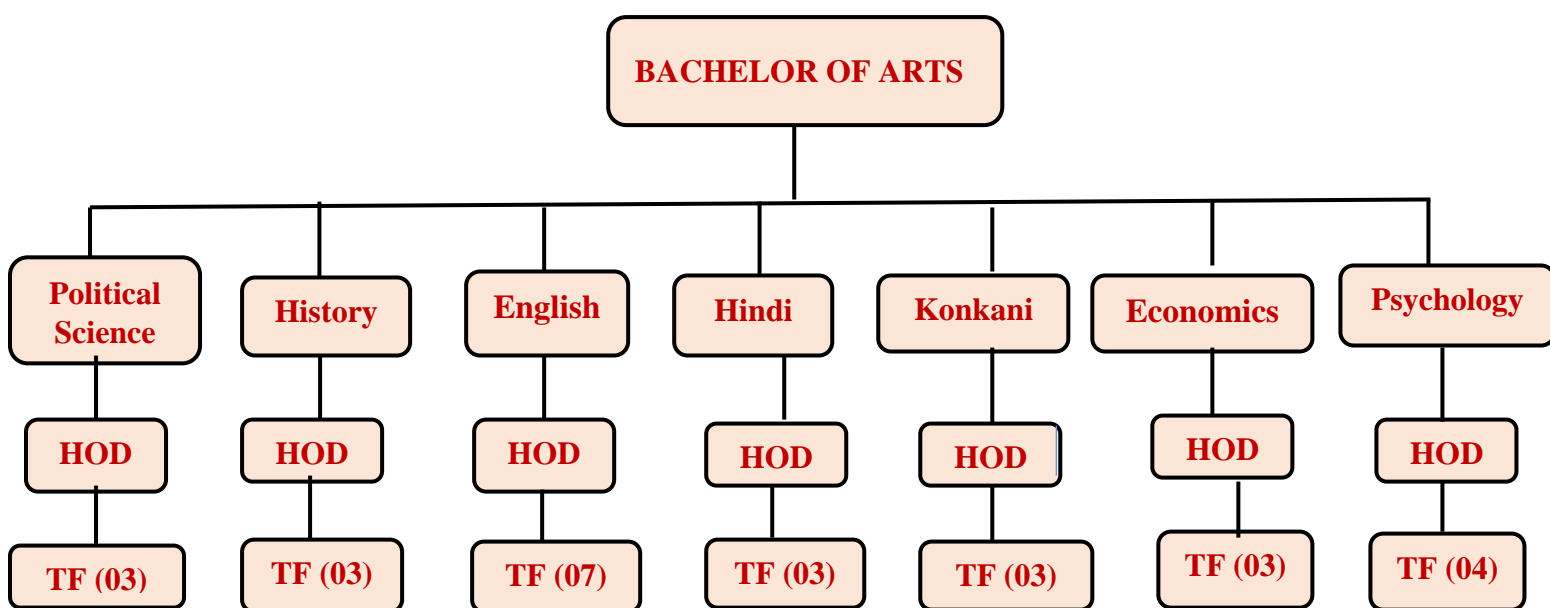 BACHELOR OF ARTS
Political
Science
History
English
Hindi
Konkani
Economics
Psychology
HOD
HOD
HOD
HOD
HOD
HOD
HOD
TF (03)
TF (03)
TF (07)
TF (03)
TF (03)
TF (03)
TF (04)